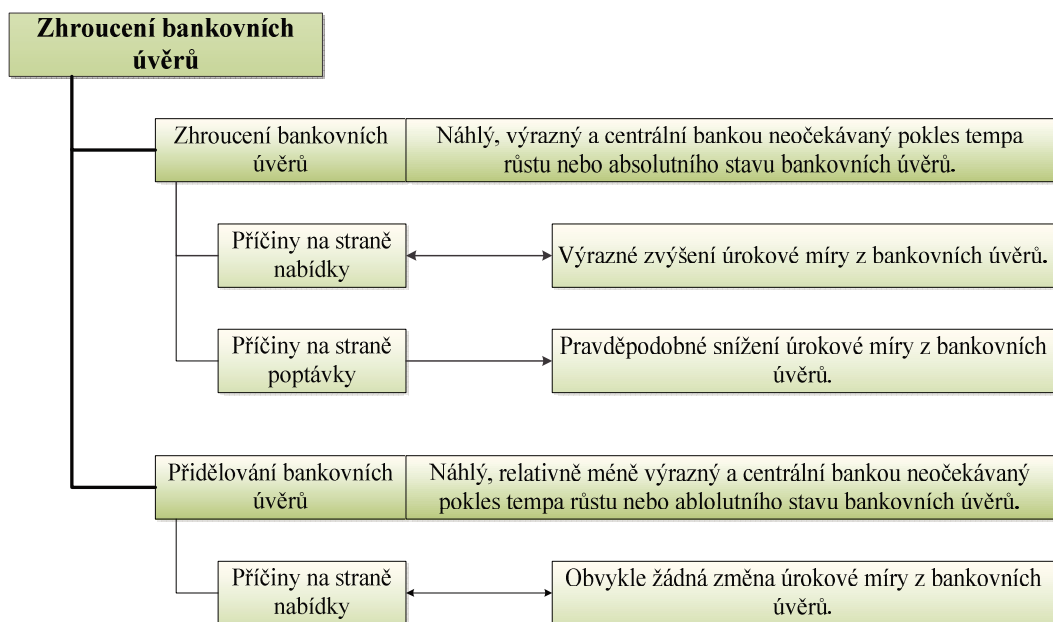 Zhroucení bankovních
úvěrů
Zhroucení bankovních
úvěrů
Náhlý, výrazný a centrální bankou neočekávaný pokles tempa
růstu nebo absolutního stavu bankovních úvěrů.
Příčiny na straně
nabídky
Výrazné zvýšení úrokové míry z bankovních úvěrů.
Příčiny na straně
poptávky
Pravděpodobné snížení úrokové míry z bankovních
úvěrů.
Přidělování bankovních
úvěrů
Náhlý, relativně méně výrazný a centrální bankou neočekávaný
pokles tempa růstu nebo ablolutního stavu bankovních úvěrů.
Příčiny na straně
nabídky
Obvykle žádná změna úrokové míry z bankovních
úvěrů.